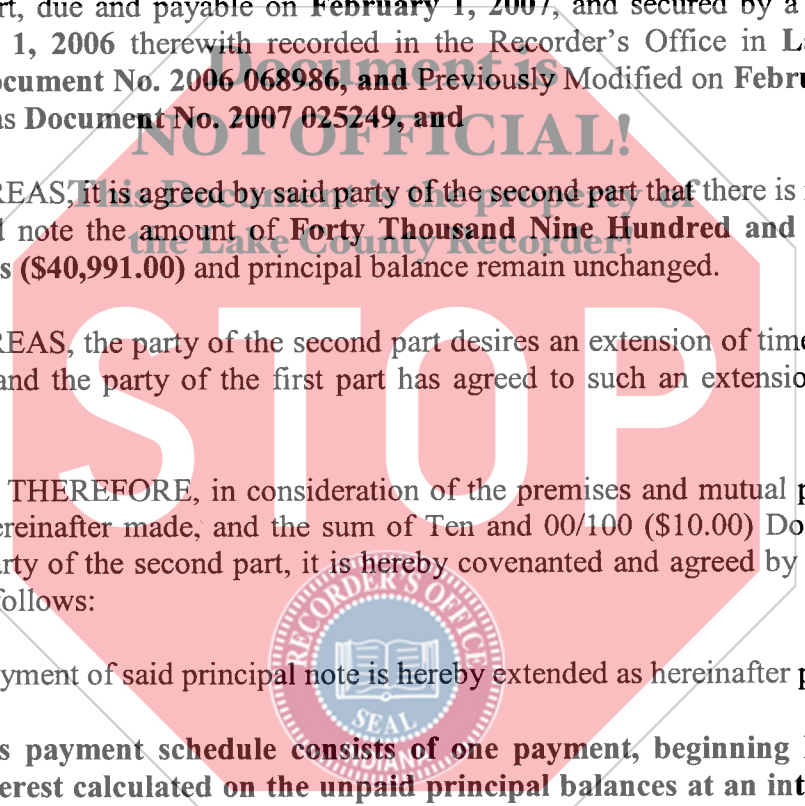 rt, due and payable on February 1, 2007, and secured by a
1, 2006 therewith recorded in the Recorder's Office in La
Document is
ocument No. 2006 068986, and Previously Modified on Febru
as Document No. 2007 025249, and
NOT OFFICIAL!
REAS, it is agreed by said party of the second part that there is
This Document is the property of
d note the amount of Forty Thousand Nine Hundred and
the Lake County Recorder!
s ($40,991.00) and principal balance remain unchanged.
REAS, the party of the second part desires an extension of time
and the party of the first part has agreed to such an extensio
STOP
THEREFORE, in consideration of the premises and mutual p
ereinafter made, and the sum of Ten and 00/100 ($10.00) Do
rty of the second part, it is hereby covenanted and agreed by
follows:
RECORDER'S OFFICE
yment of said principal note is hereby extended as hereinafter p
SEAL
INDIANA
s payment schedule consists of one payment, beginning
erest calculated on the unpaid principal balances at an int